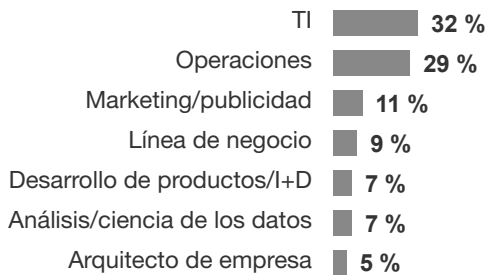 TI 32 %
Operaciones 29 %
Marketing/publicidad 11 %
Línea de negocio 9 %
Desarrollo de productos/I+D 7 %
Análisis/ciencia de los datos 7 %
Arquitecto de empresa 5 %